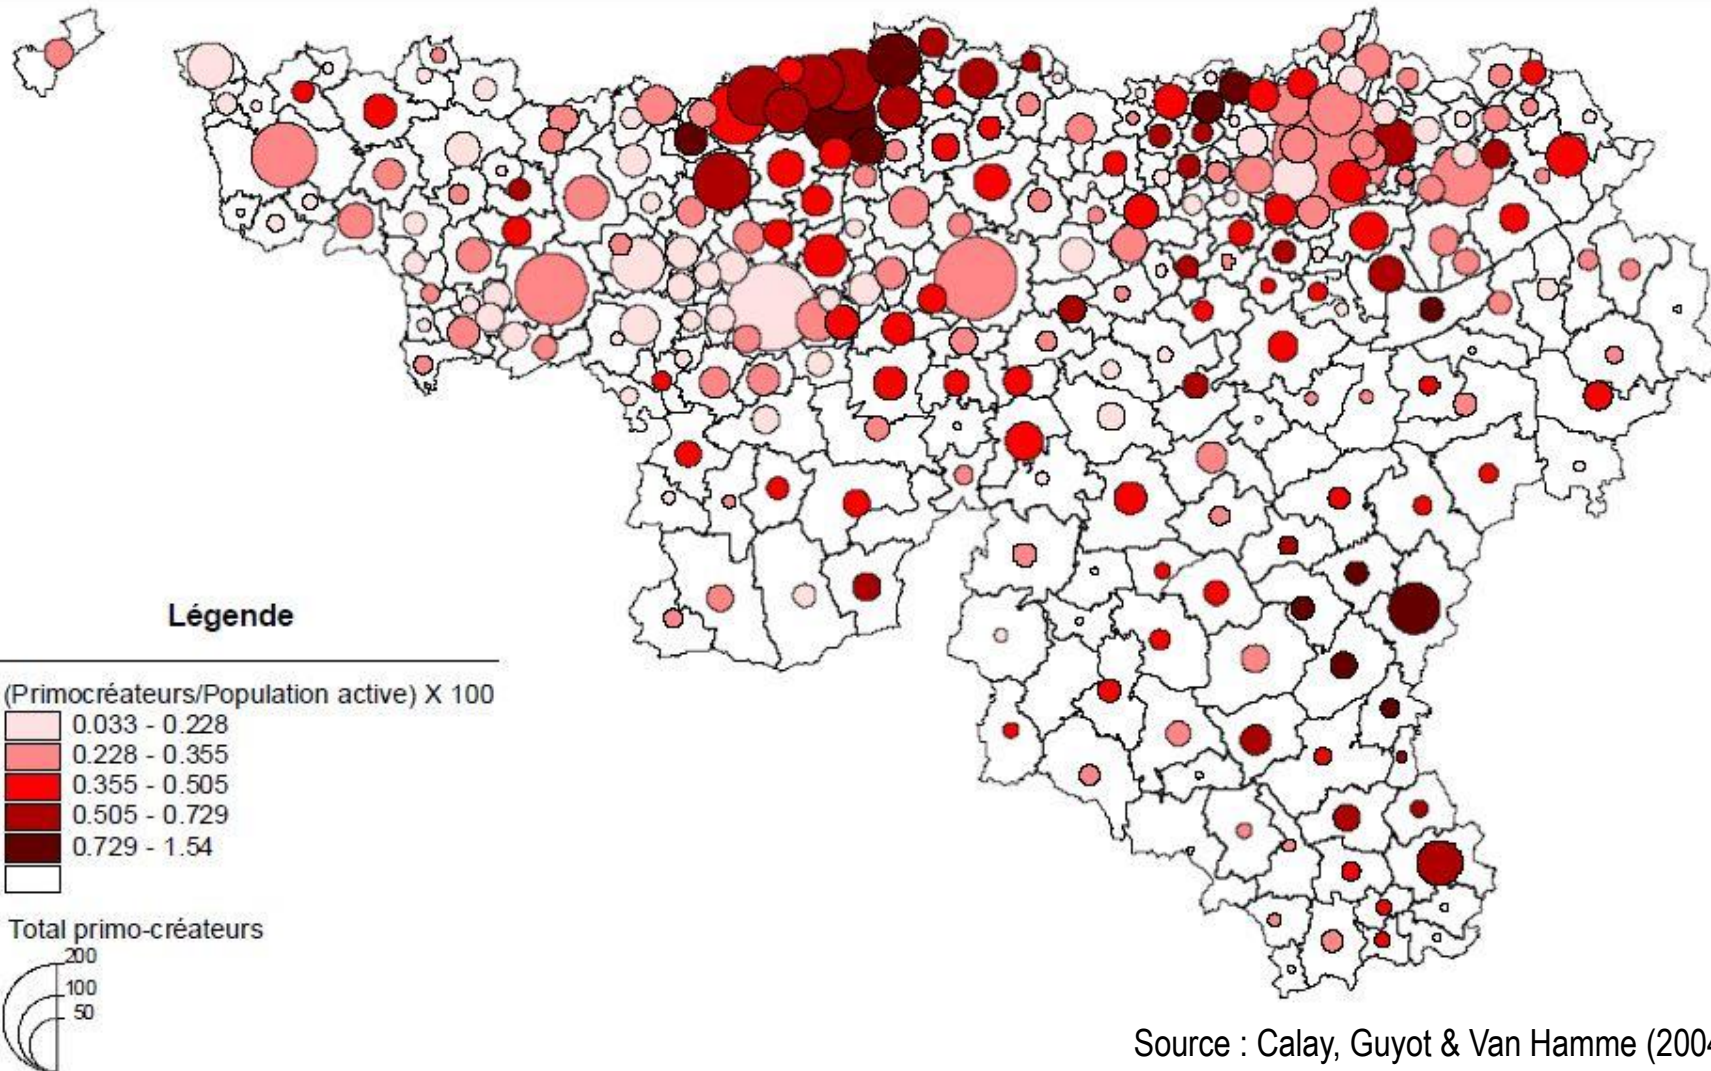 Légende
(Primocréateurs/Population active) X 100
0.033 - 0.228
0.228 - 0.355
0.355 - 0.505
0.505 - 0.729
0.729 - 1.54
Total primo-créateurs
200
100
50
Source : Calay, Guyot & Van Hamme (2004